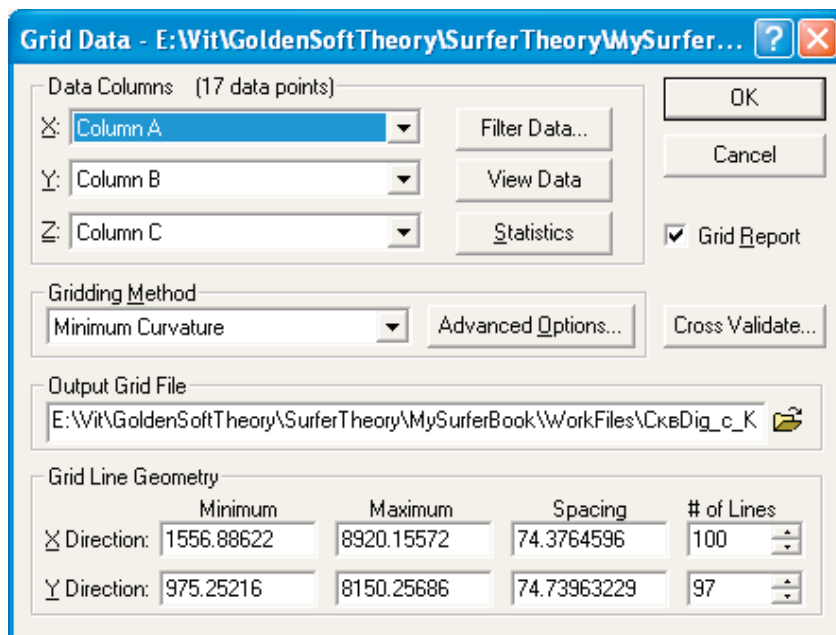 Grid Data - E:\Vit\GoldenSoftTheory\SurferTheory\MySurfer...
Data Columns (17 data points)
X: Column A
Filter Data...
Y: Column B
View Data
Z: Column C
Statistics
OK
Cancel
Grid Report
Gridding Method
Minimum Curvature
Advanced Options...
Cross Validate...
Output Grid File
E:\Vit\GoldenSoftTheory\SurferTheory\MySurferBook\WorkFiles\СквDig_с_К
Grid Line Geometry
Minimum Maximum Spacing # of Lines
X Direction: 1556.88622 8920.15572 74.3764596 100
Y Direction: 975.25216 8150.25686 74.73963229 97